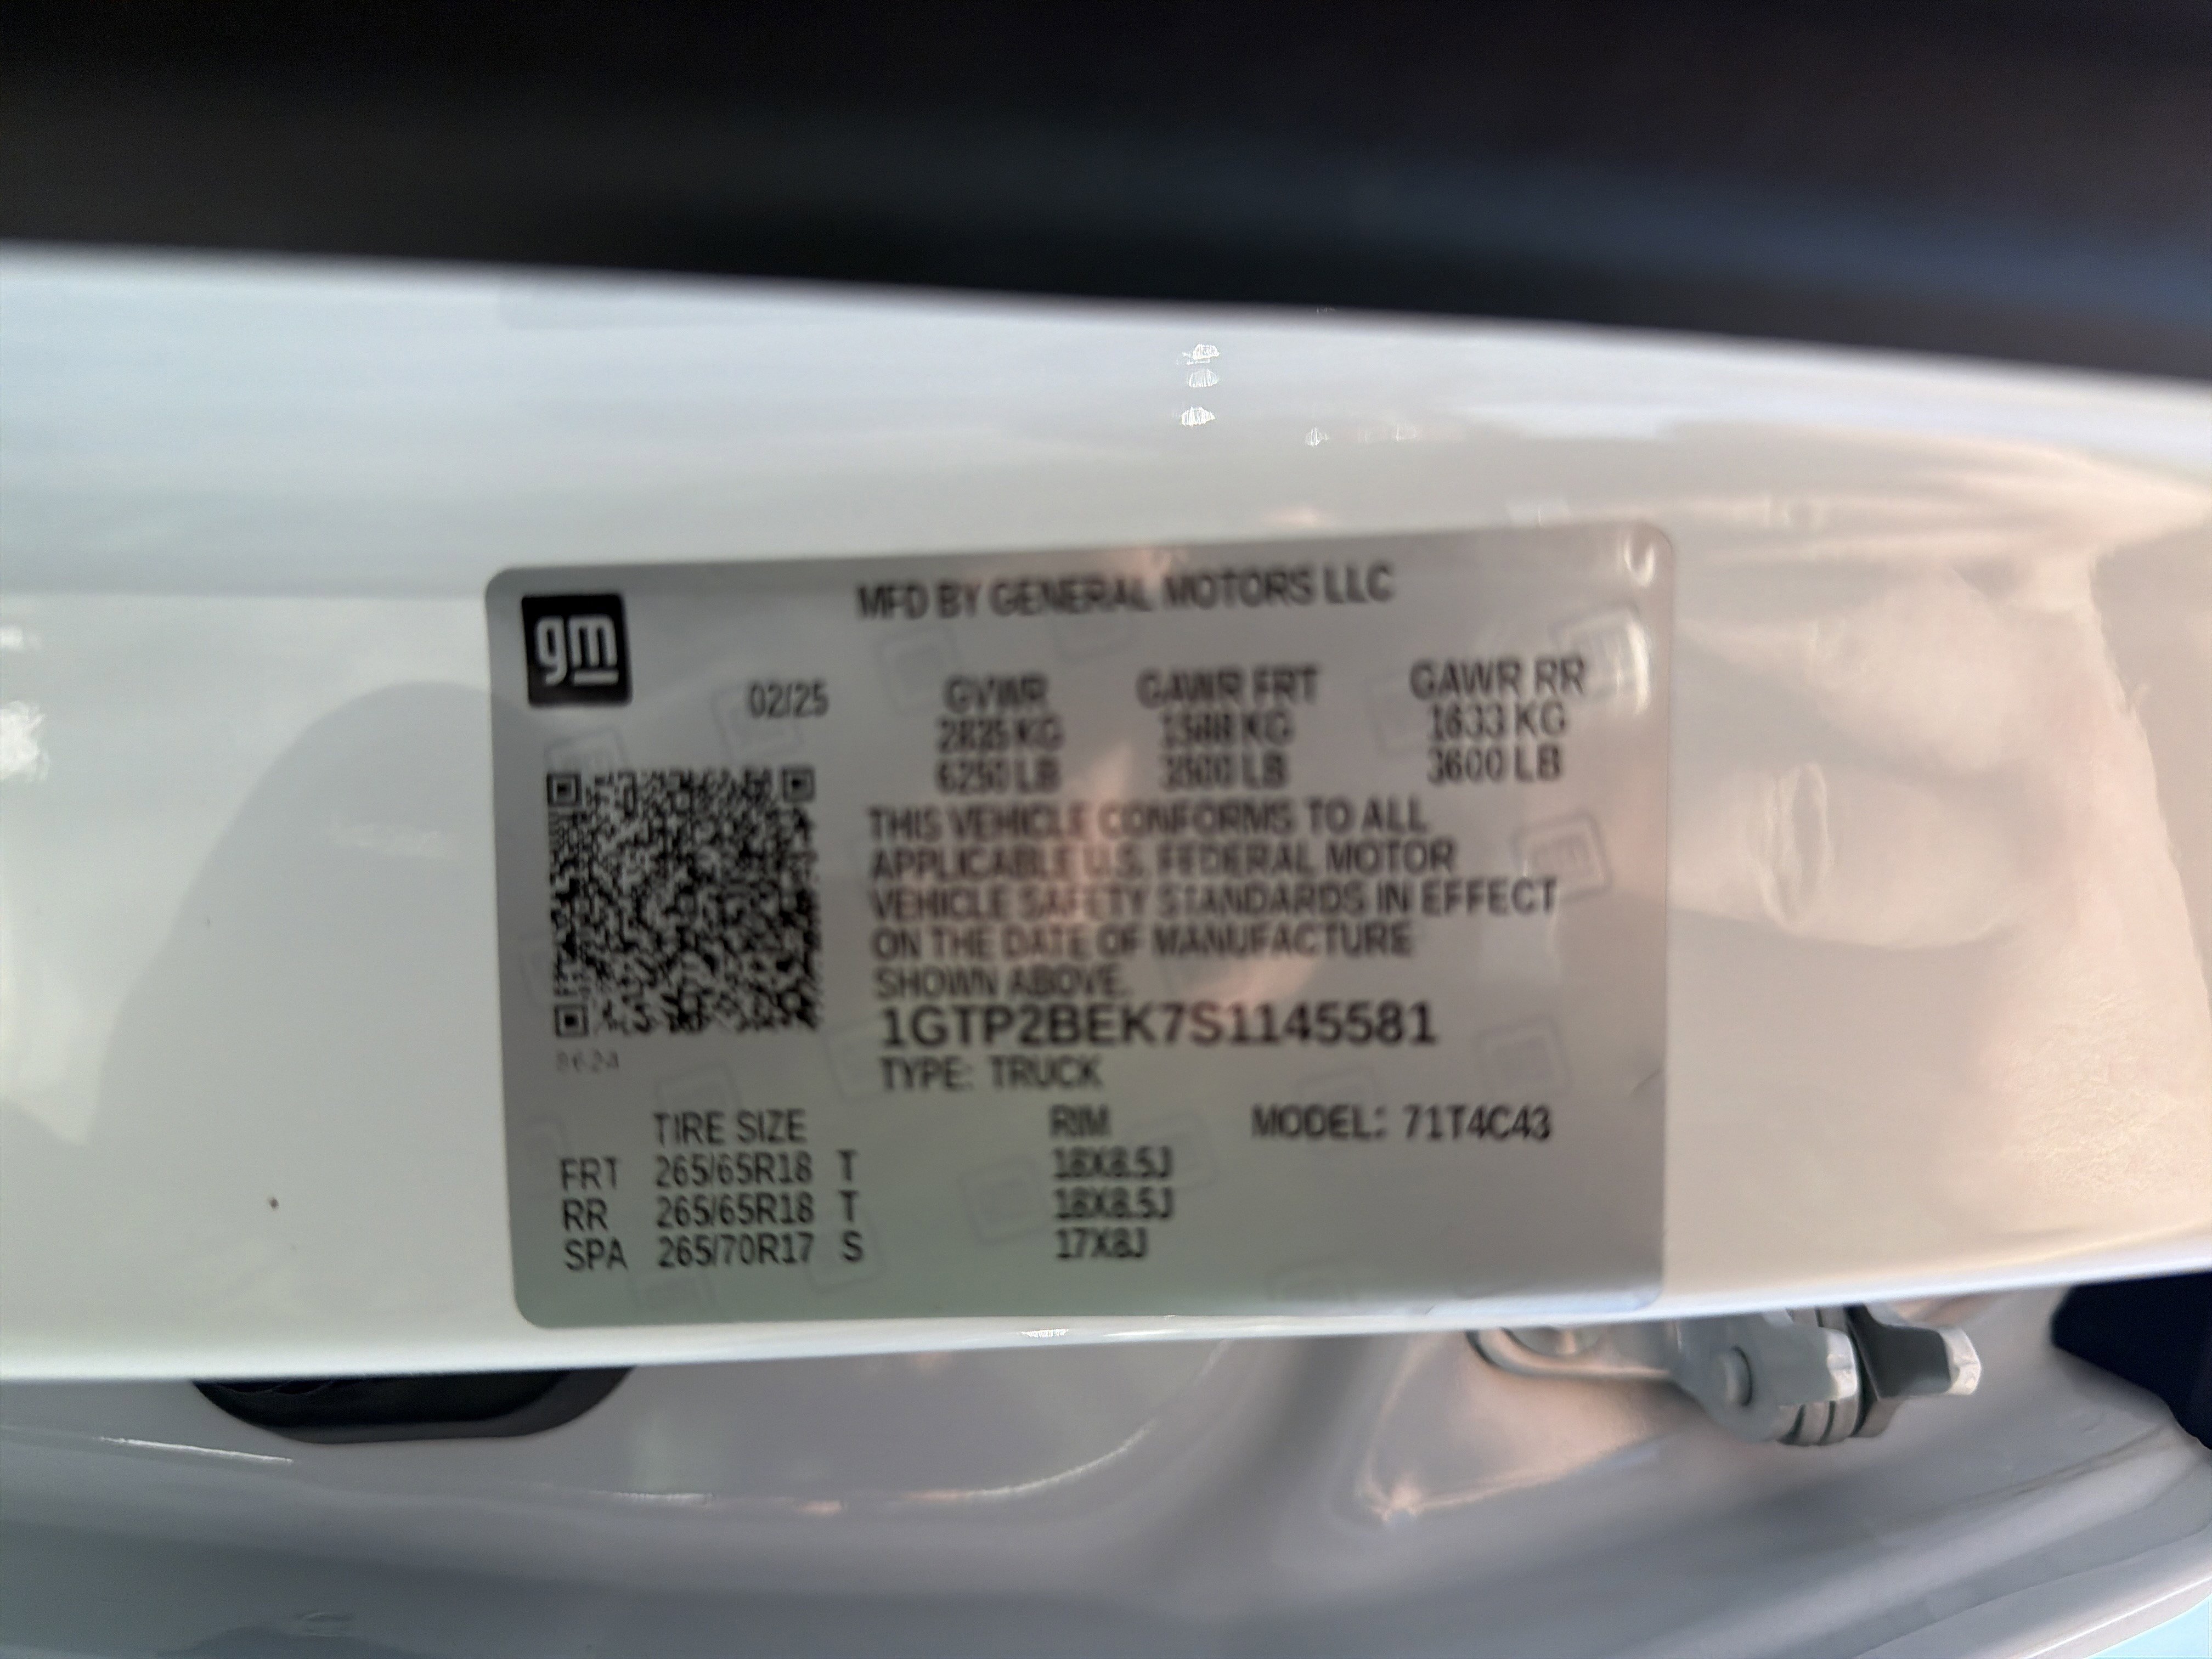 gm
MFD BY GENERAL MOTORS LLC
02/25 GVWR GAWR FRT GAWR RR
2835 KG 1588 KG 1633 KG
6250 LB 3500 LB 3600 LB
THIS VEHICLE CONFORMS TO ALL
APPLICABLE U.S. FEDERAL MOTOR
VEHICLE SAFETY STANDARDS IN EFFECT
ON THE DATE OF MANUFACTURE
SHOWN ABOVE.
1GTP2BEK7S1145581
TYPE: TRUCK
TIRE SIZE RIM MODEL: 71T4C43
FRT 265/65R18 T 18X8.5J
RR 265/65R18 T 18X8.5J
SPA 265/70R17 S 17X8J